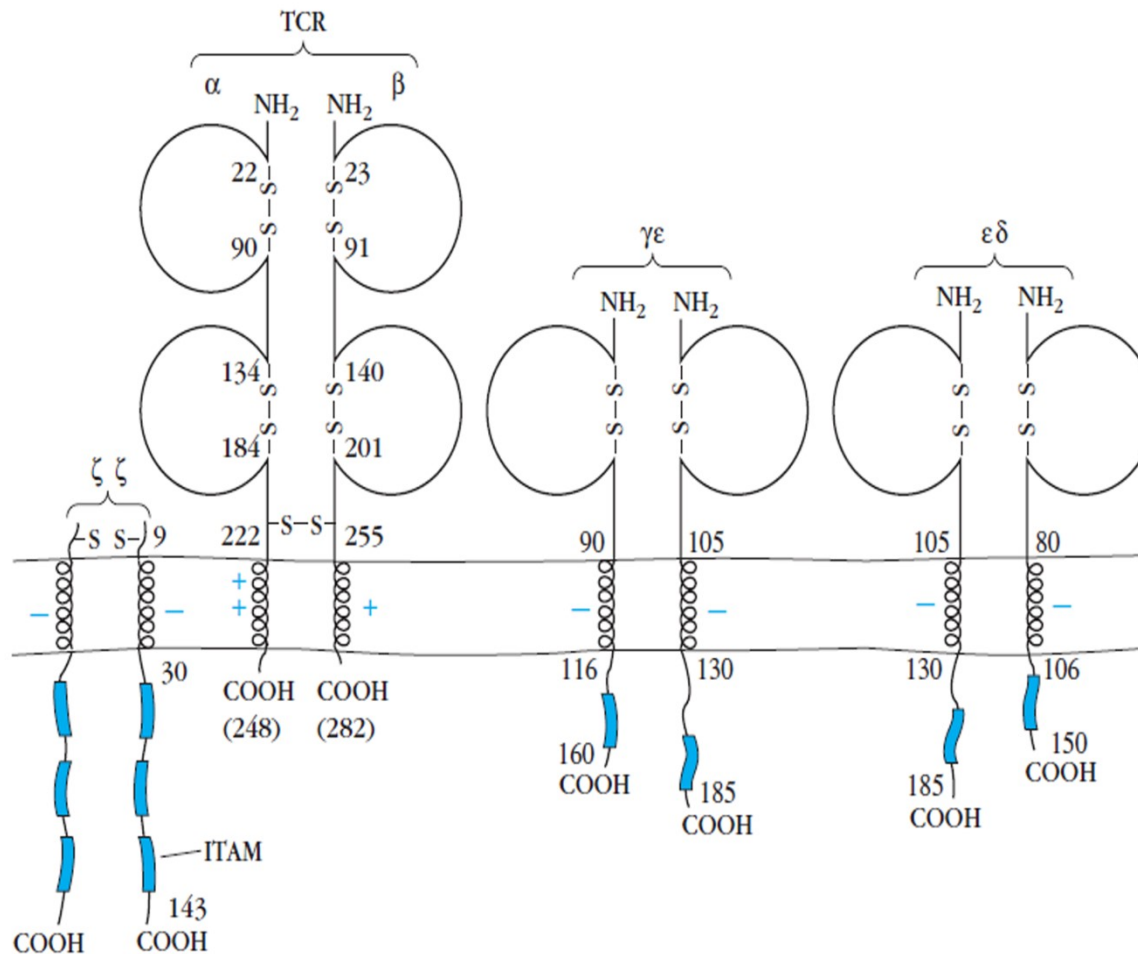 TCR
α β
NH₂ NH₂
22 S S 23
S S
90 91
γε
εδ
NH₂ NH₂
NH₂ NH₂
134 140
S S S S S S
S S S S S S
184 201
ζ ζ
S S 9
222 S S 255
90 105
105 80
+
– – + + – – – –
30
116 130
130 106
COOH COOH
(248) (282)
160
COOH
185
COOH
185
COOH
150
COOH
ITAM
143
COOH COOH